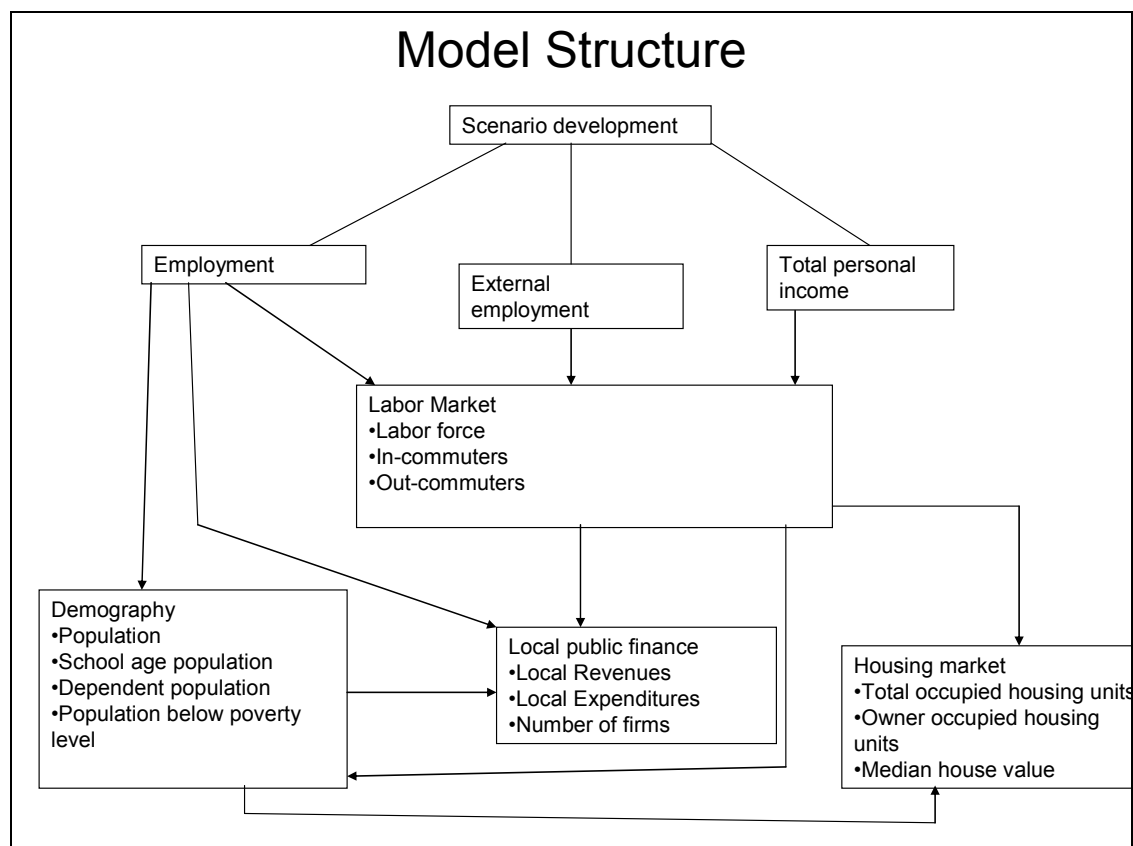 Model Structure
Scenario development
Employment
External
employment
Total personal
income
Labor Market
•Labor force
•In-commuters
•Out-commuters
Demography
•Population
•School age population
•Dependent population
•Population below poverty
level
Local public finance
•Local Revenues
•Local Expenditures
•Number of firms
Housing market
•Total occupied housing units
•Owner occupied housing
units
•Median house value